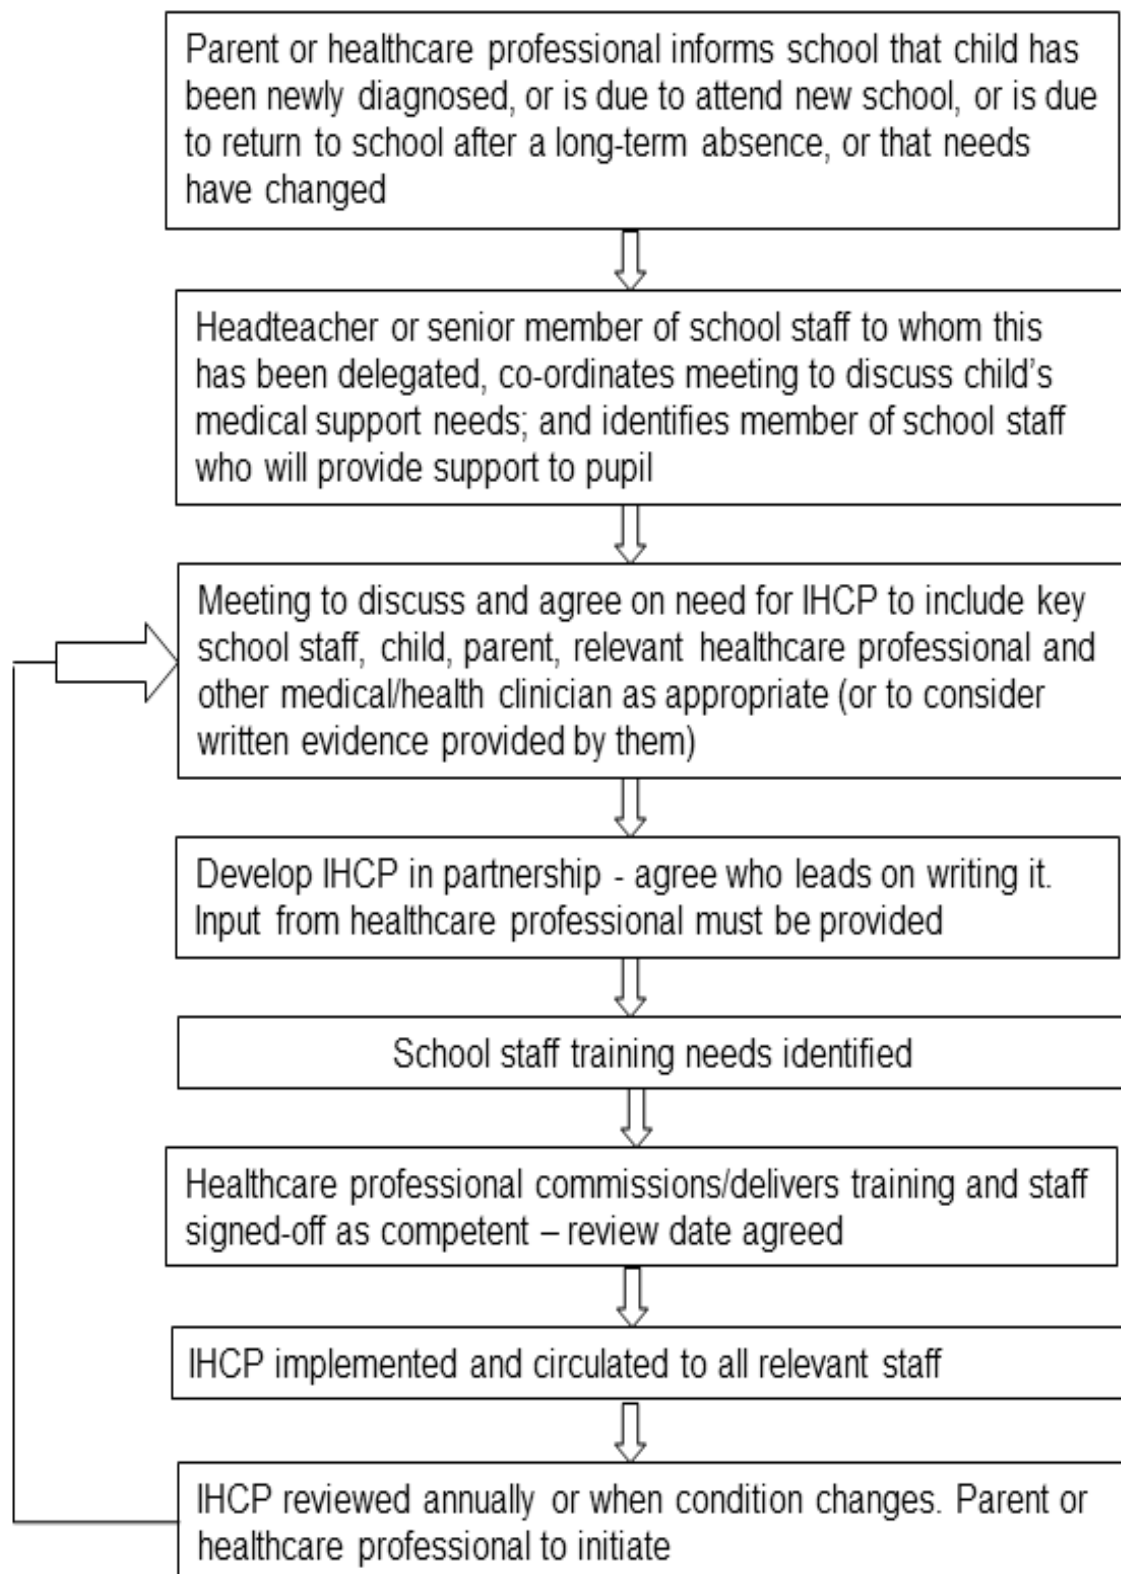 Parent or healthcare professional informs school that child has
been newly diagnosed, or is due to attend new school, or is due
to return to school after a long-term absence, or that needs
have changed
Headteacher or senior member of school staff to whom this
has been delegated, co-ordinates meeting to discuss child’s
medical support needs; and identifies member of school staff
who will provide support to pupil
Meeting to discuss and agree on need for IHCP to include key
school staff, child, parent, relevant healthcare professional and
other medical/health clinician as appropriate (or to consider
written evidence provided by them)
Develop IHCP in partnership - agree who leads on writing it.
Input from healthcare professional must be provided
School staff training needs identified
Healthcare professional commissions/delivers training and staff
signed-off as competent – review date agreed
IHCP implemented and circulated to all relevant staff
IHCP reviewed annually or when condition changes. Parent or
healthcare professional to initiate